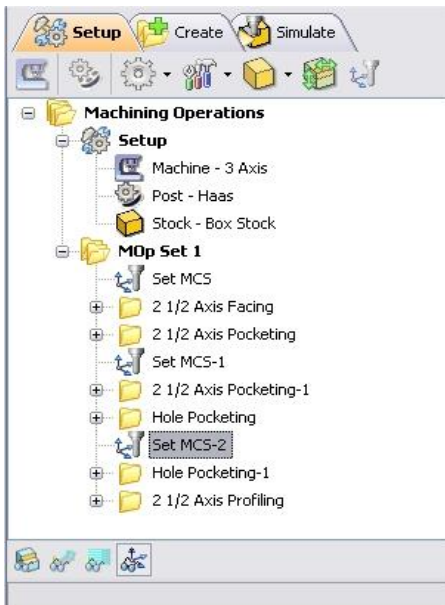 Setup Create Simulate
Machining Operations
Setup
Machine - 3 Axis
Post - Haas
Stock - Box Stock
MOp Set 1
Set MCS
2 1/2 Axis Facing
2 1/2 Axis Pocketing
Set MCS-1
2 1/2 Axis Pocketing-1
Hole Pocketing
Set MCS-2
Hole Pocketing-1
2 1/2 Axis Profiling